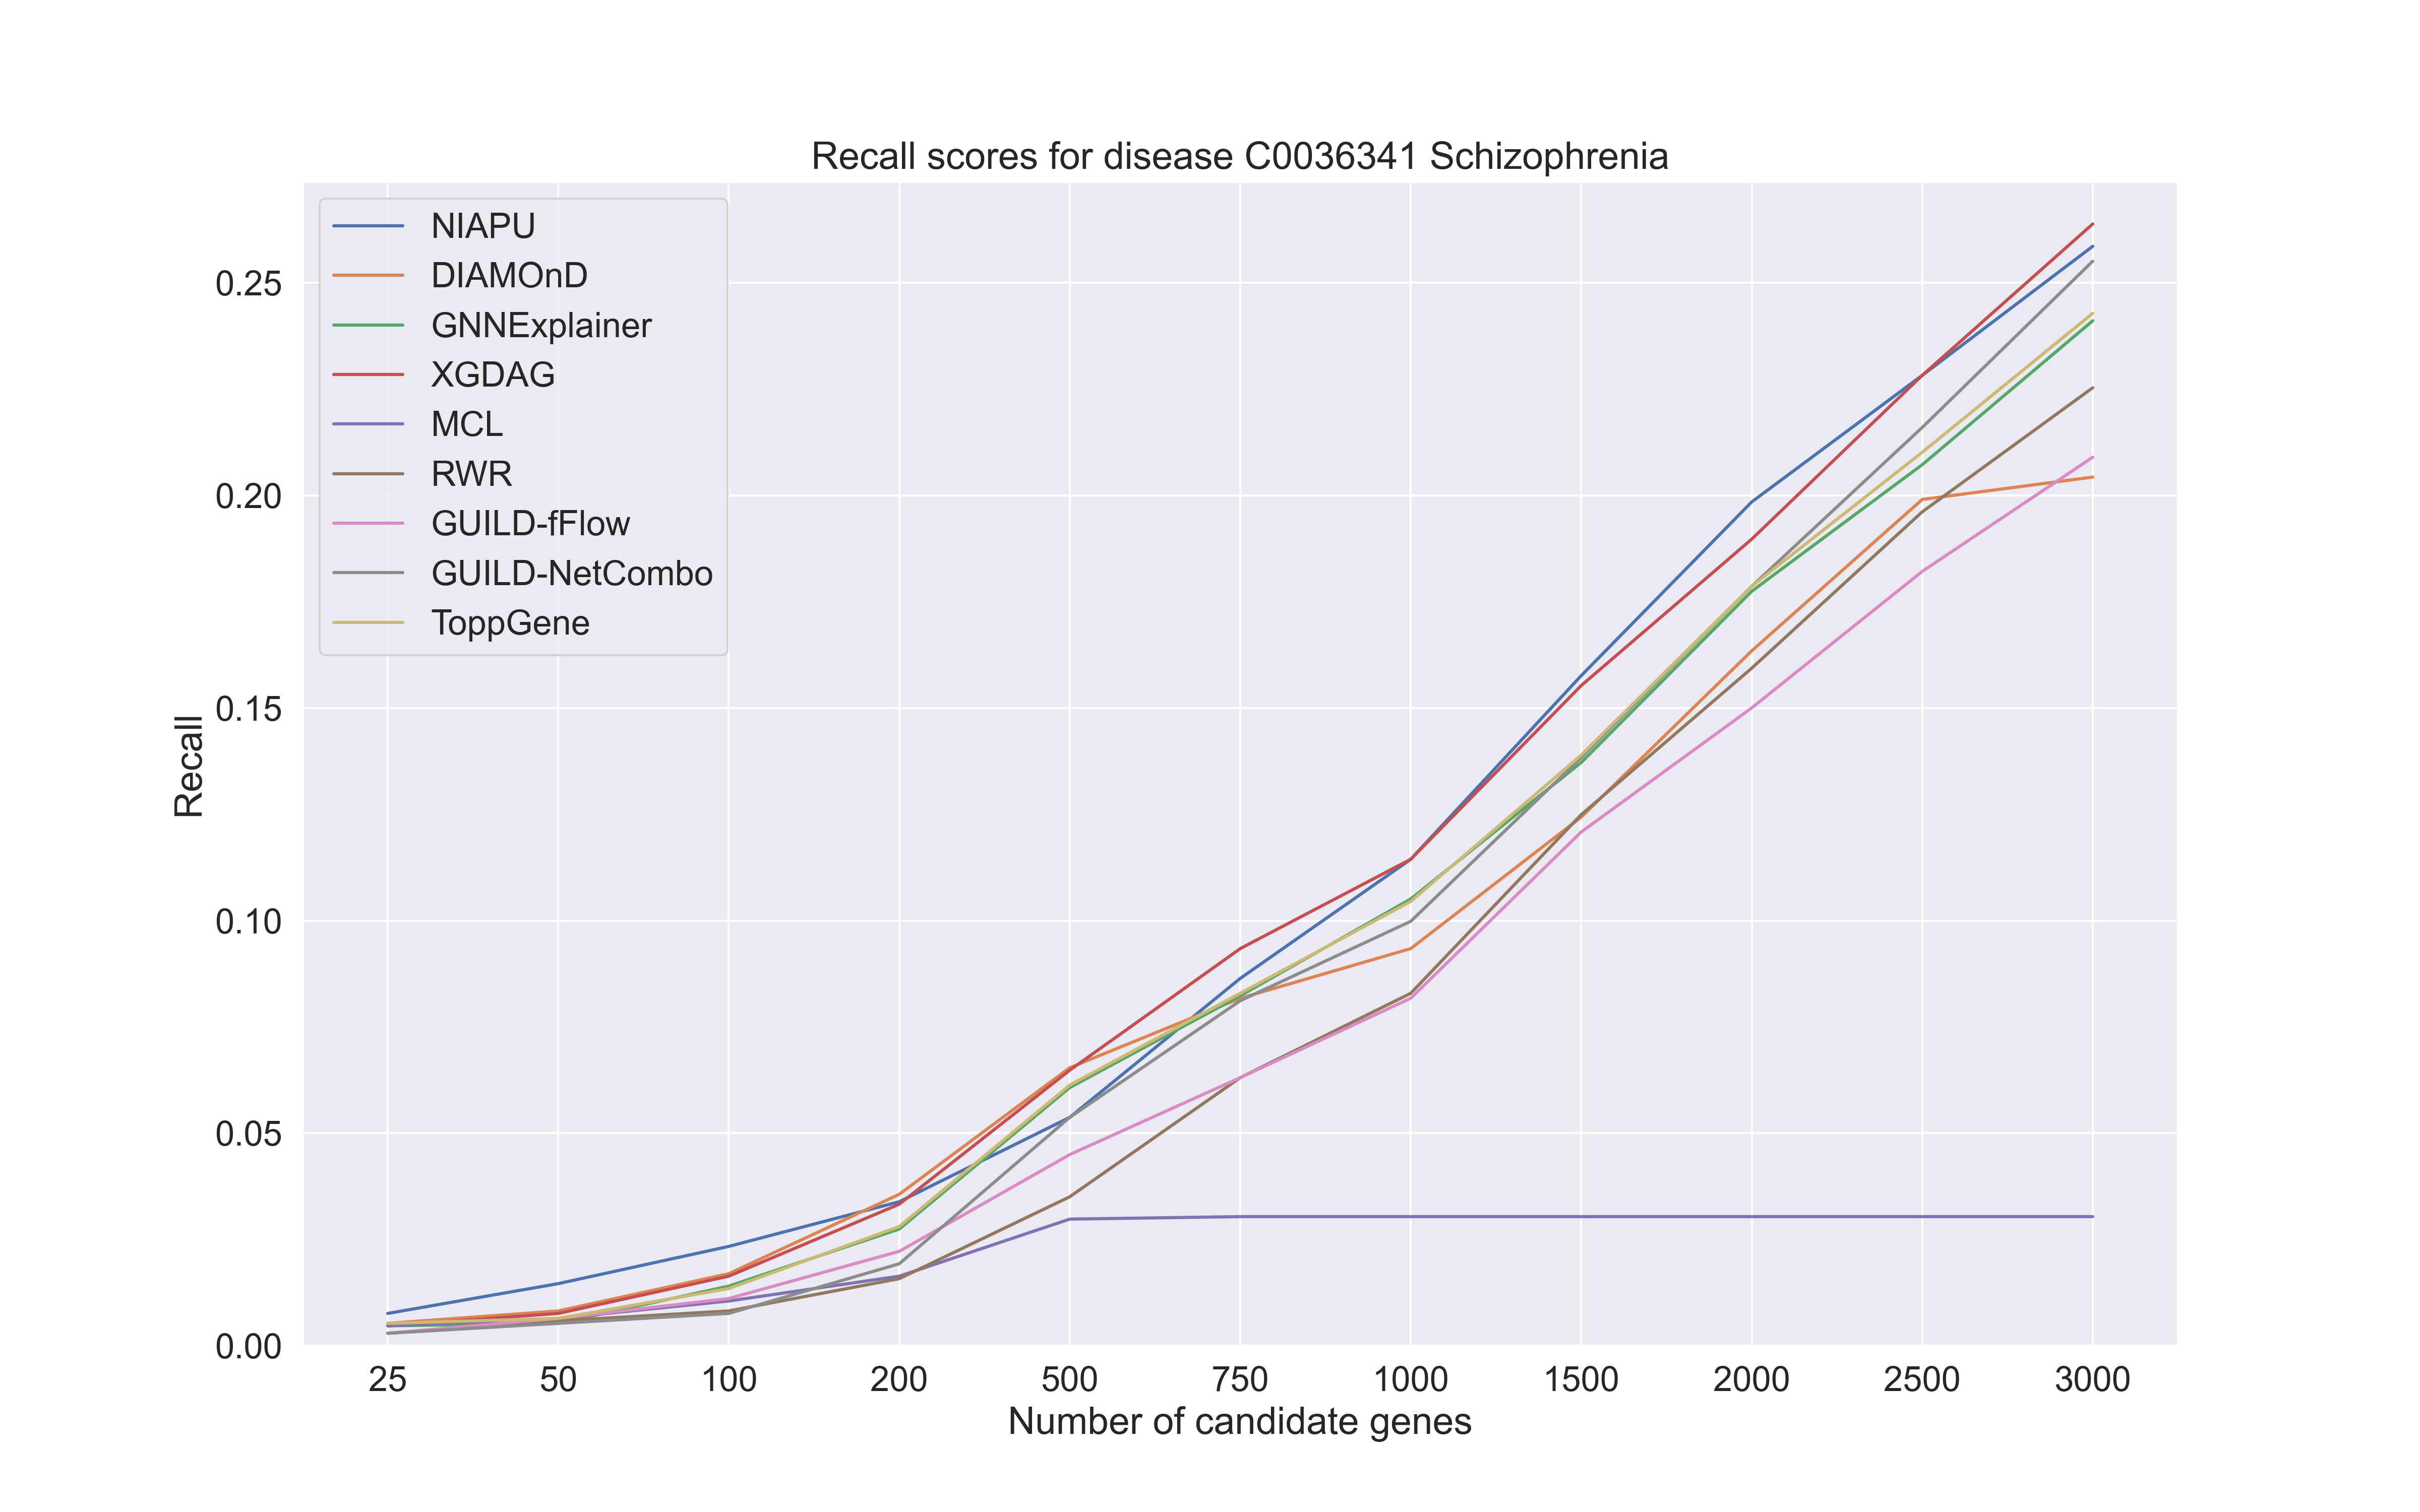 Recall scores for disease C0036341 Schizophrenia
NIAPU
DIAMOnD
GNNExplainer
XGDAG
MCL
RWR
GUILD-fFlow
GUILD-NetCombo
ToppGene
Recall
0.25
0.20
0.15
0.10
0.05
0.00
25 50 100 200 500 750 1000 1500 2000 2500 3000
Number of candidate genes